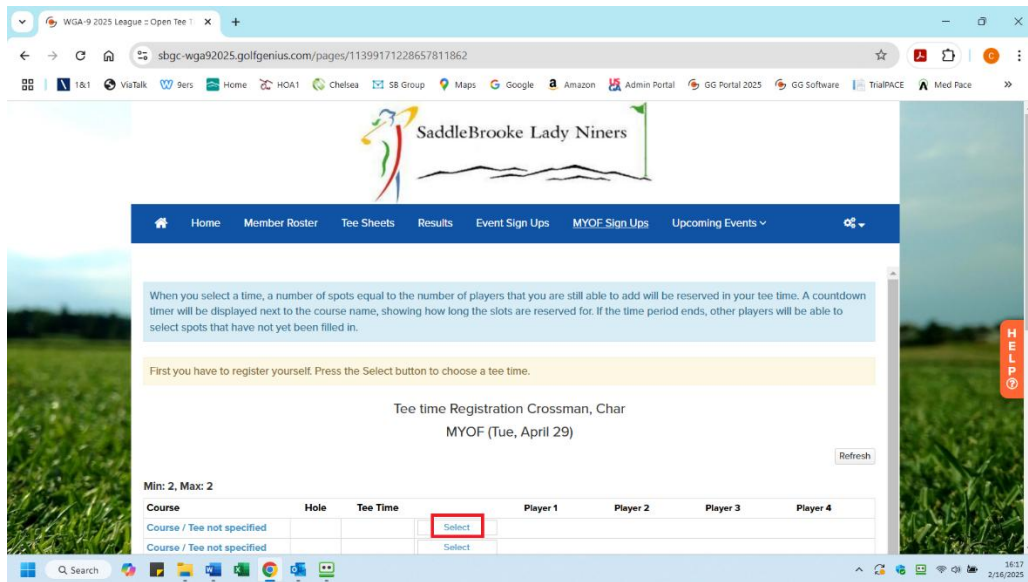 WGA-9 2025 League :: Open Tee T
sbgc-wga92025.golfgenius.com/pages/11399171228657811862
1&1 ViaTalk 9ers Home HOA1 Chelsea SB Group Maps Google Amazon Admin Portal GG Portal 2025 GG Software TrialPACE Med Pace
SaddleBrooke Lady Niners
Home Member Roster Tee Sheets Results Event Sign Ups MYOF Sign Ups Upcoming Events
When you select a time, a number of spots equal to the number of players that you are still able to add will be reserved in your tee time. A countdown
timer will be displayed next to the course name, showing how long the slots are reserved for. If the time period ends, other players will be able to
select spots that have not yet been filled in.
HELP?
First you have to register yourself. Press the Select button to choose a tee time.
Tee time Registration Crossman, Char
MYOF (Tue, April 29)
Refresh
Min: 2, Max: 2
Course Hole Tee Time Player 1 Player 2 Player 3 Player 4
Course / Tee not specified Select
Course / Tee not specified Select
Search
16:17
2/16/2025